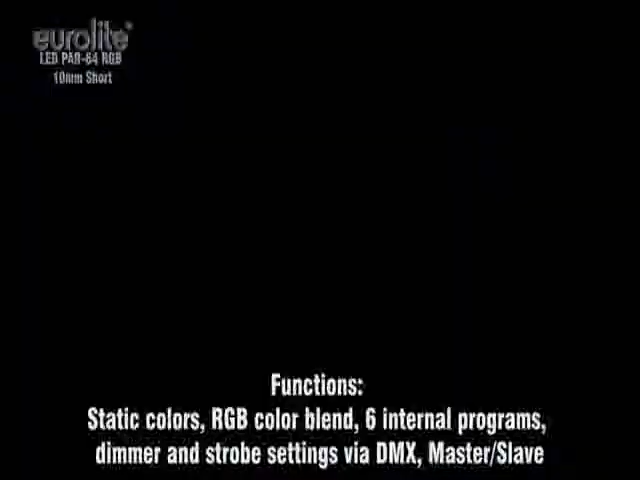 eurolite®
LED PAR-64 RGB
10mm Short
Functions:
Static colors, RGB color blend, 6 internal programs,
dimmer and strobe settings via DMX, Master/Slave